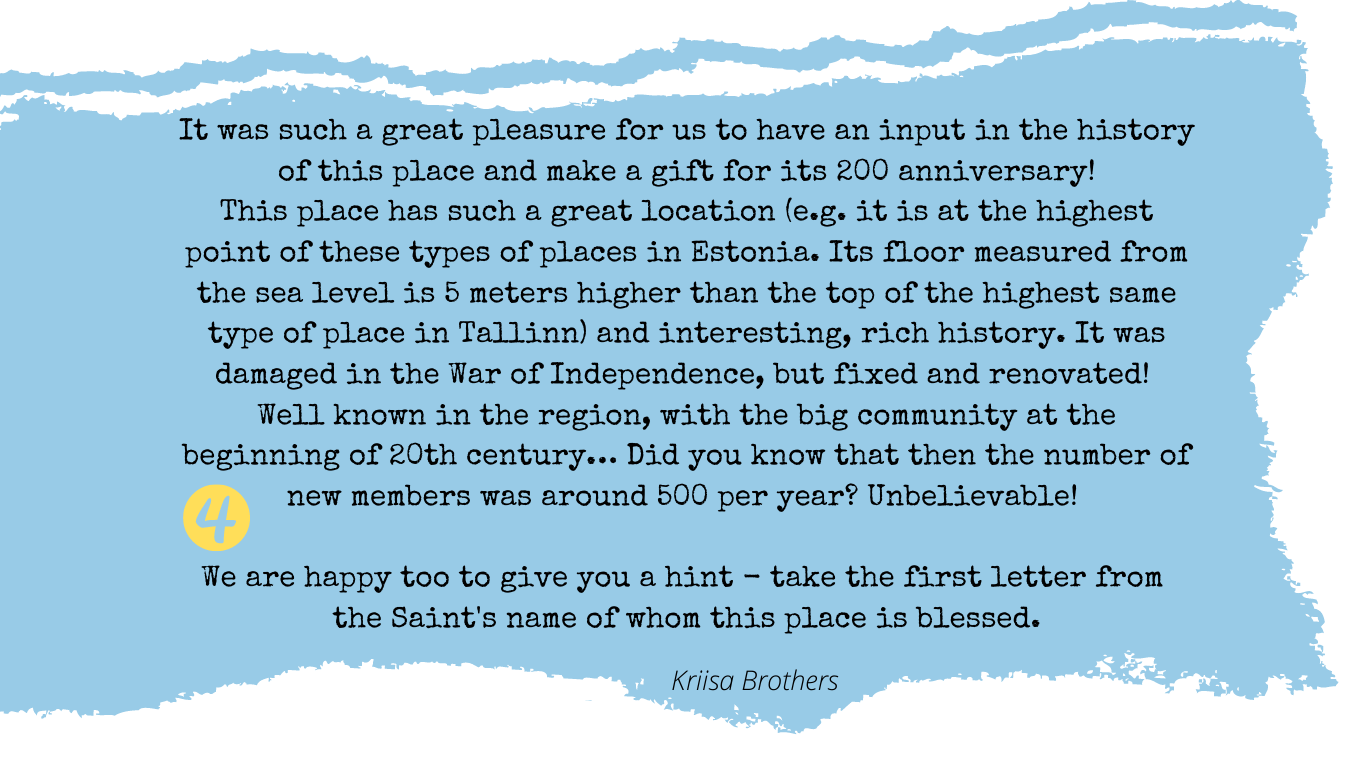 It was such a great pleasure for us to have an input in the history
of this place and make a gift for its 200 anniversary!
This place has such a great location (e.g. it is at the highest
point of these types of places in Estonia. Its floor measured from
the sea level is 5 meters higher than the top of the highest same
type of place in Tallinn) and interesting, rich history. It was
damaged in the War of Independence, but fixed and renovated!
Well known in the region, with the big community at the
beginning of 20th century... Did you know that then the number of
new members was around 500 per year? Unbelievable!
4
We are happy too to give you a hint - take the first letter from
the Saint's name of whom this place is blessed.
Kriisa Brothers